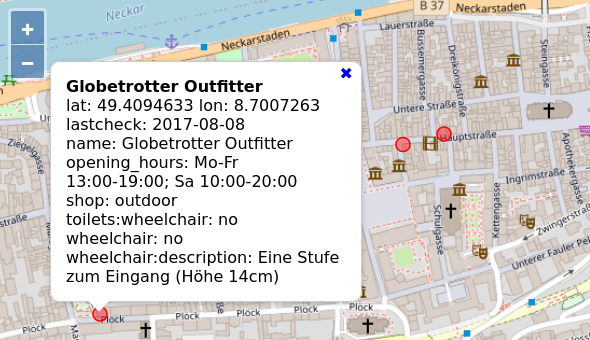 Neckar
B 37
Neckarstaden
Neckarstaden
Lauerstraße
Bussemergasse
Dreikönigstraße
Steingasse
Untere Straße
Hauptstraße
Ziegelgasse
Apothekergasse
Ingrimstraße
Schulgasse
Kettengasse
Zwingerstraße
Unterer Fauler Pel
+
−
Globetrotter Outfitter
lat: 49.4094633 lon: 8.7007263
lastcheck: 2017-08-08
name: Globetrotter Outfitter
opening_hours: Mo-Fr
13:00-19:00; Sa 10:00-20:00
shop: outdoor
toilets:wheelchair: no
wheelchair: no
wheelchair:description: Eine Stufe
zum Eingang (Höhe 14cm)
Plöck
Plöck
Plöck
Plöck
Plöck